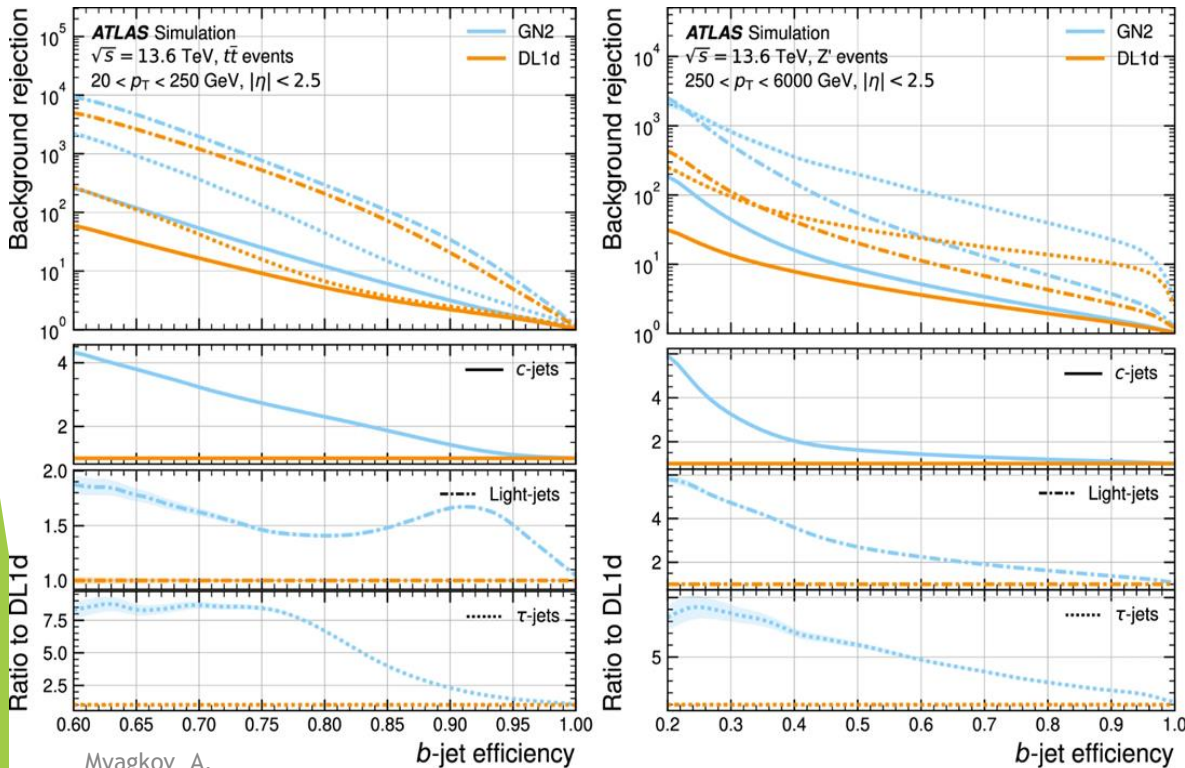 ATLAS Simulation
√s = 13.6 TeV, tt̄ events
20 < pT < 250 GeV, |η| < 2.5
GN2
DL1d
Background rejection
10^5
10^4
10^3
10^2
10^1
10^0
c-jets
4
2
Light-jets
2.0
1.5
1.0
τ-jets
7.5
5.0
2.5
Ratio to DL1d
0.60 0.65 0.70 0.75 0.80 0.85 0.90 0.95 1.00
b-jet efficiency
ATLAS Simulation
√s = 13.6 TeV, Z' events
250 < pT < 6000 GeV, |η| < 2.5
GN2
DL1d
Background rejection
10^4
10^3
10^2
10^1
10^0
c-jets
4
2
Light-jets
4
2
τ-jets
5
Ratio to DL1d
0.2 0.3 0.4 0.5 0.6 0.7 0.8 0.9 1.0
b-jet efficiency
Myagkov A.